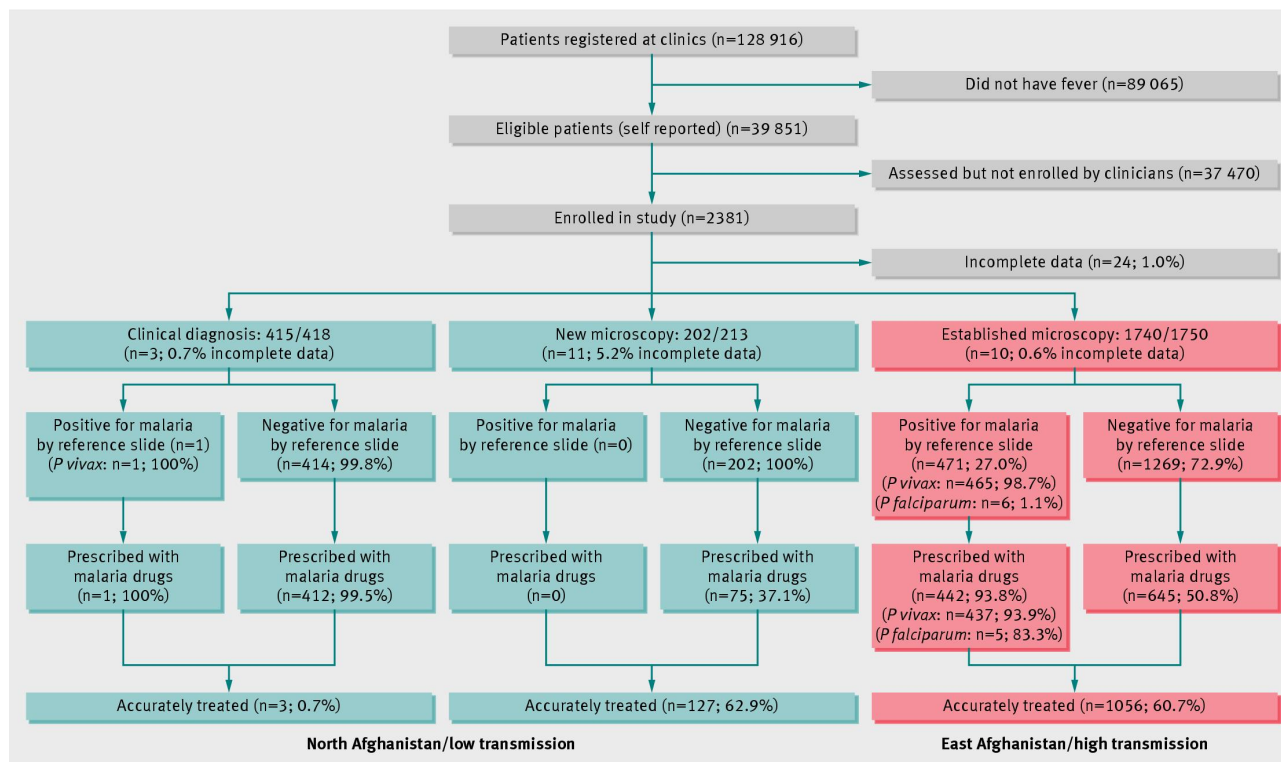 Patients registered at clinics (n=128 916)
Did not have fever (n=89 065)
Eligible patients (self reported) (n=39 851)
Assessed but not enrolled by clinicians (n=37 470)
Enrolled in study (n=2381)
Incomplete data (n=24; 1.0%)
Clinical diagnosis: 415/418
(n=3; 0.7% incomplete data)
New microscopy: 202/213
(n=11; 5.2% incomplete data)
Established microscopy: 1740/1750
(n=10; 0.6% incomplete data)
Positive for malaria
by reference slide (n=1)
(P vivax: n=1; 100%)
Negative for malaria
by reference slide
(n=414; 99.8%)
Positive for malaria
by reference slide (n=0)
Negative for malaria
by reference slide
(n=202; 100%)
Positive for malaria
by reference slide
(n=471; 27.0%)
(P vivax: n=465; 98.7%)
(P falciparum: n=6; 1.1%)
Negative for malaria
by reference slide
(n=1269; 72.9%)
Prescribed with
malaria drugs
(n=1; 100%)
Prescribed with
malaria drugs
(n=412; 99.5%)
Prescribed with
malaria drugs
(n=0)
Prescribed with
malaria drugs
(n=75; 37.1%)
Prescribed with
malaria drugs
(n=442; 93.8%)
(P vivax: n=437; 93.9%)
(P falciparum: n=5; 83.3%)
Prescribed with
malaria drugs
(n=645; 50.8%)
Accurately treated (n=3; 0.7%)
Accurately treated (n=127; 62.9%)
Accurately treated (n=1056; 60.7%)
North Afghanistan/low transmission
East Afghanistan/high transmission